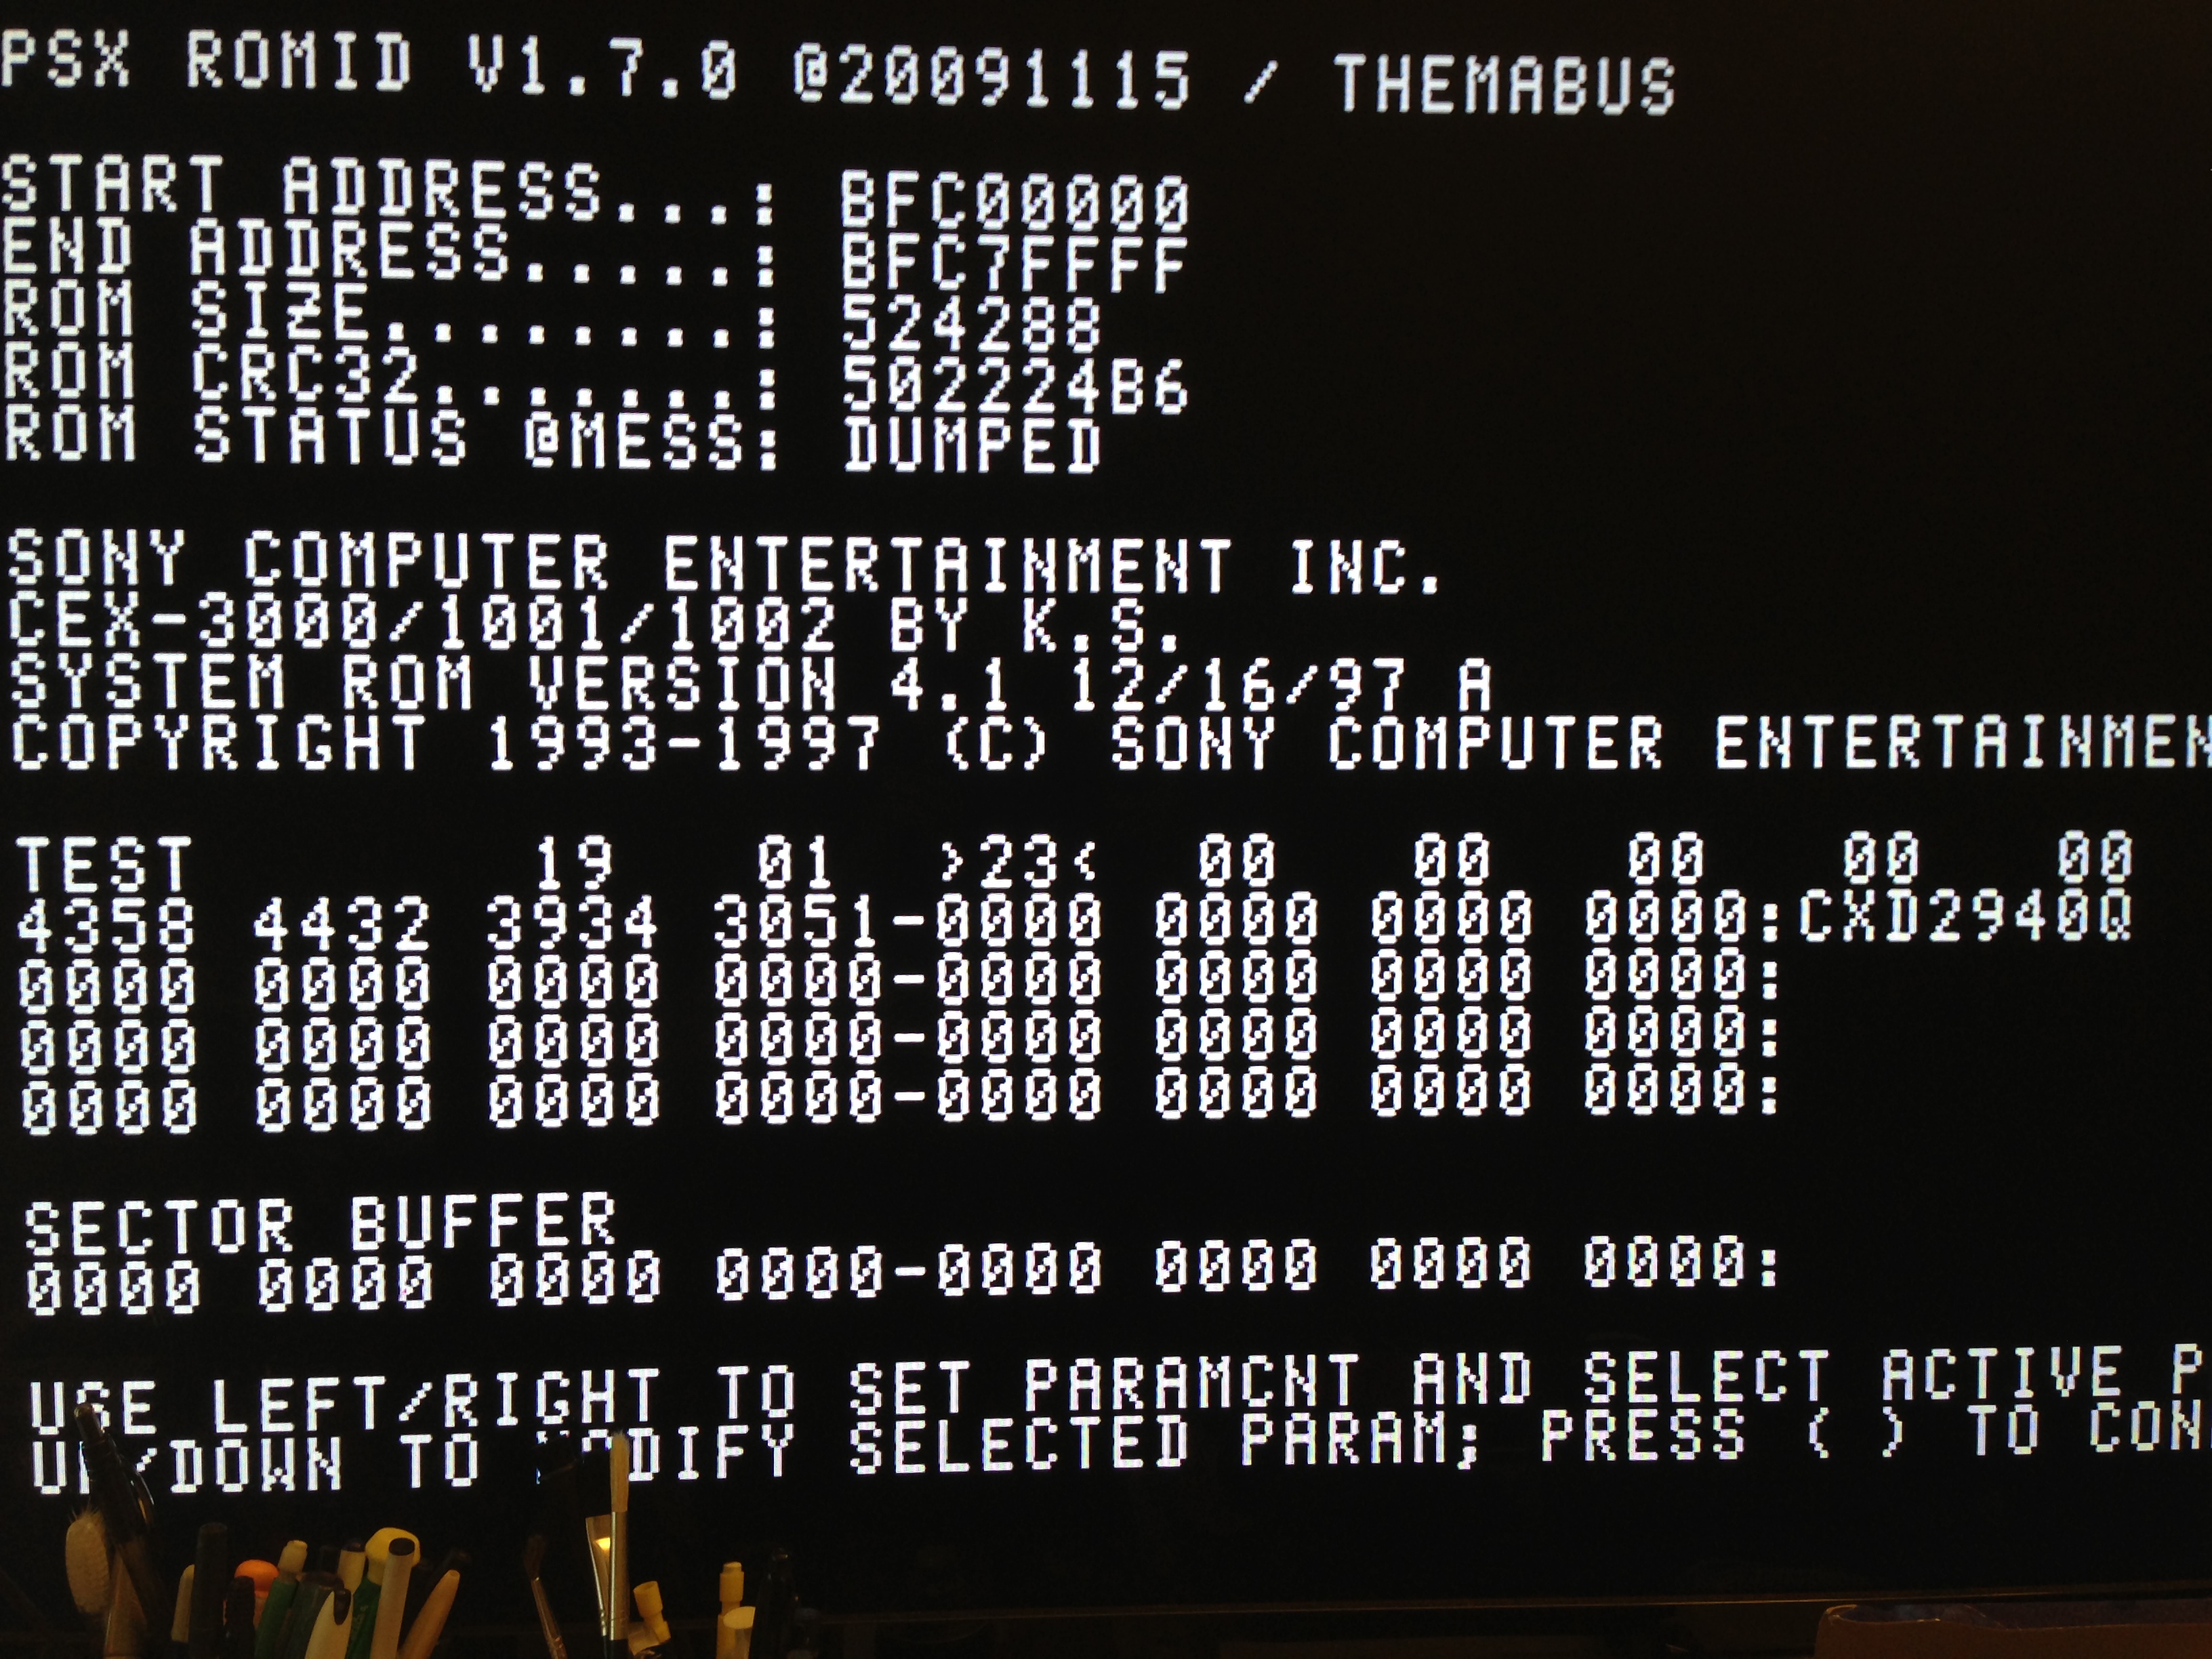 PSX ROMID V1.7.0 @20091115 / THEMABUS
START ADDRESS...: BFC00000
END ADDRESS.....: BFC7FFFF
ROM SIZE........: 524288
ROM CRC32.......: 502224B6
ROM STATUS @MESS: DUMPED
SONY COMPUTER ENTERTAINMENT INC.
CEX-3000/1001/1002 BY K.S.
SYSTEM ROM VERSION 4.1 12/16/97 A
COPYRIGHT 1993-1997 (C) SONY COMPUTER ENTERTAINMEN
TEST 19 01 >23< 00 00 00 00 00
4358 4432 3934 3051-0000 0000 0000 0000:CXD2940Q
0000 0000 0000 0000-0000 0000 0000 0000:
0000 0000 0000 0000-0000 0000 0000 0000:
0000 0000 0000 0000-0000 0000 0000 0000:
SECTOR BUFFER
0000 0000 0000 0000-0000 0000 0000 0000:
USE LEFT/RIGHT TO SET PARAMCNT AND SELECT ACTIVE P
UP/DOWN TO MODIFY SELECTED PARAM; PRESS ( ) TO CON